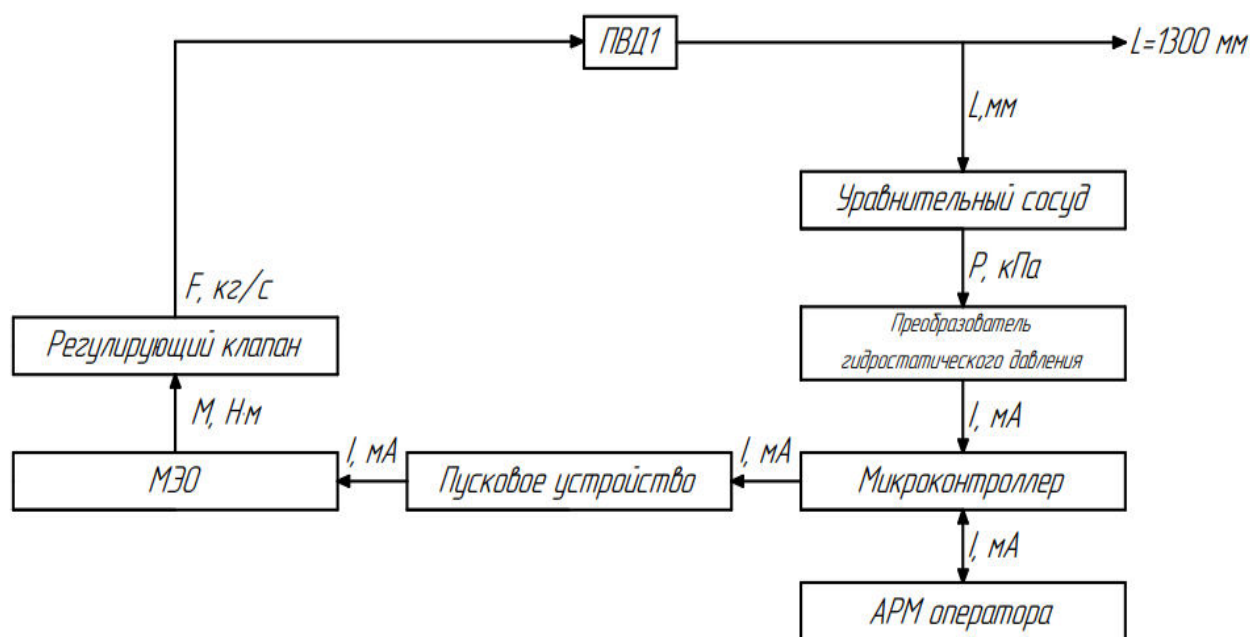 ПВД1
L=1300 мм
L,мм
Уравнительный сосуд
P, кПа
F, кг/с
Преобразователь
гидростатического давления
Регулирующий клапан
I, мА
M, Н·м
I, мА
I, мА
МЭО
Пусковое устройство
Микроконтроллер
I, мА
АРМ оператора